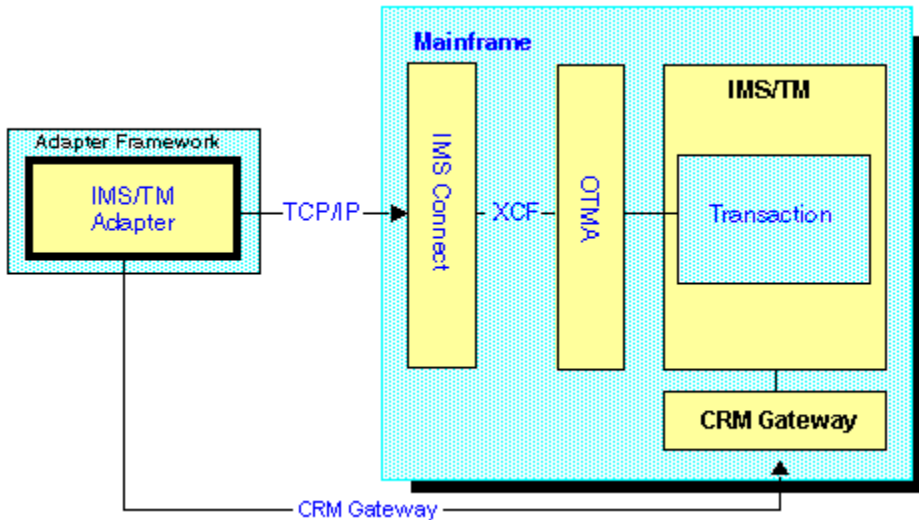 Mainframe
IMS/TM
Adapter Framework
IMS/TM
Adapter
TCP/IP
IMS Connect
XCF
OTMA
Transaction
CRM Gateway
CRM Gateway